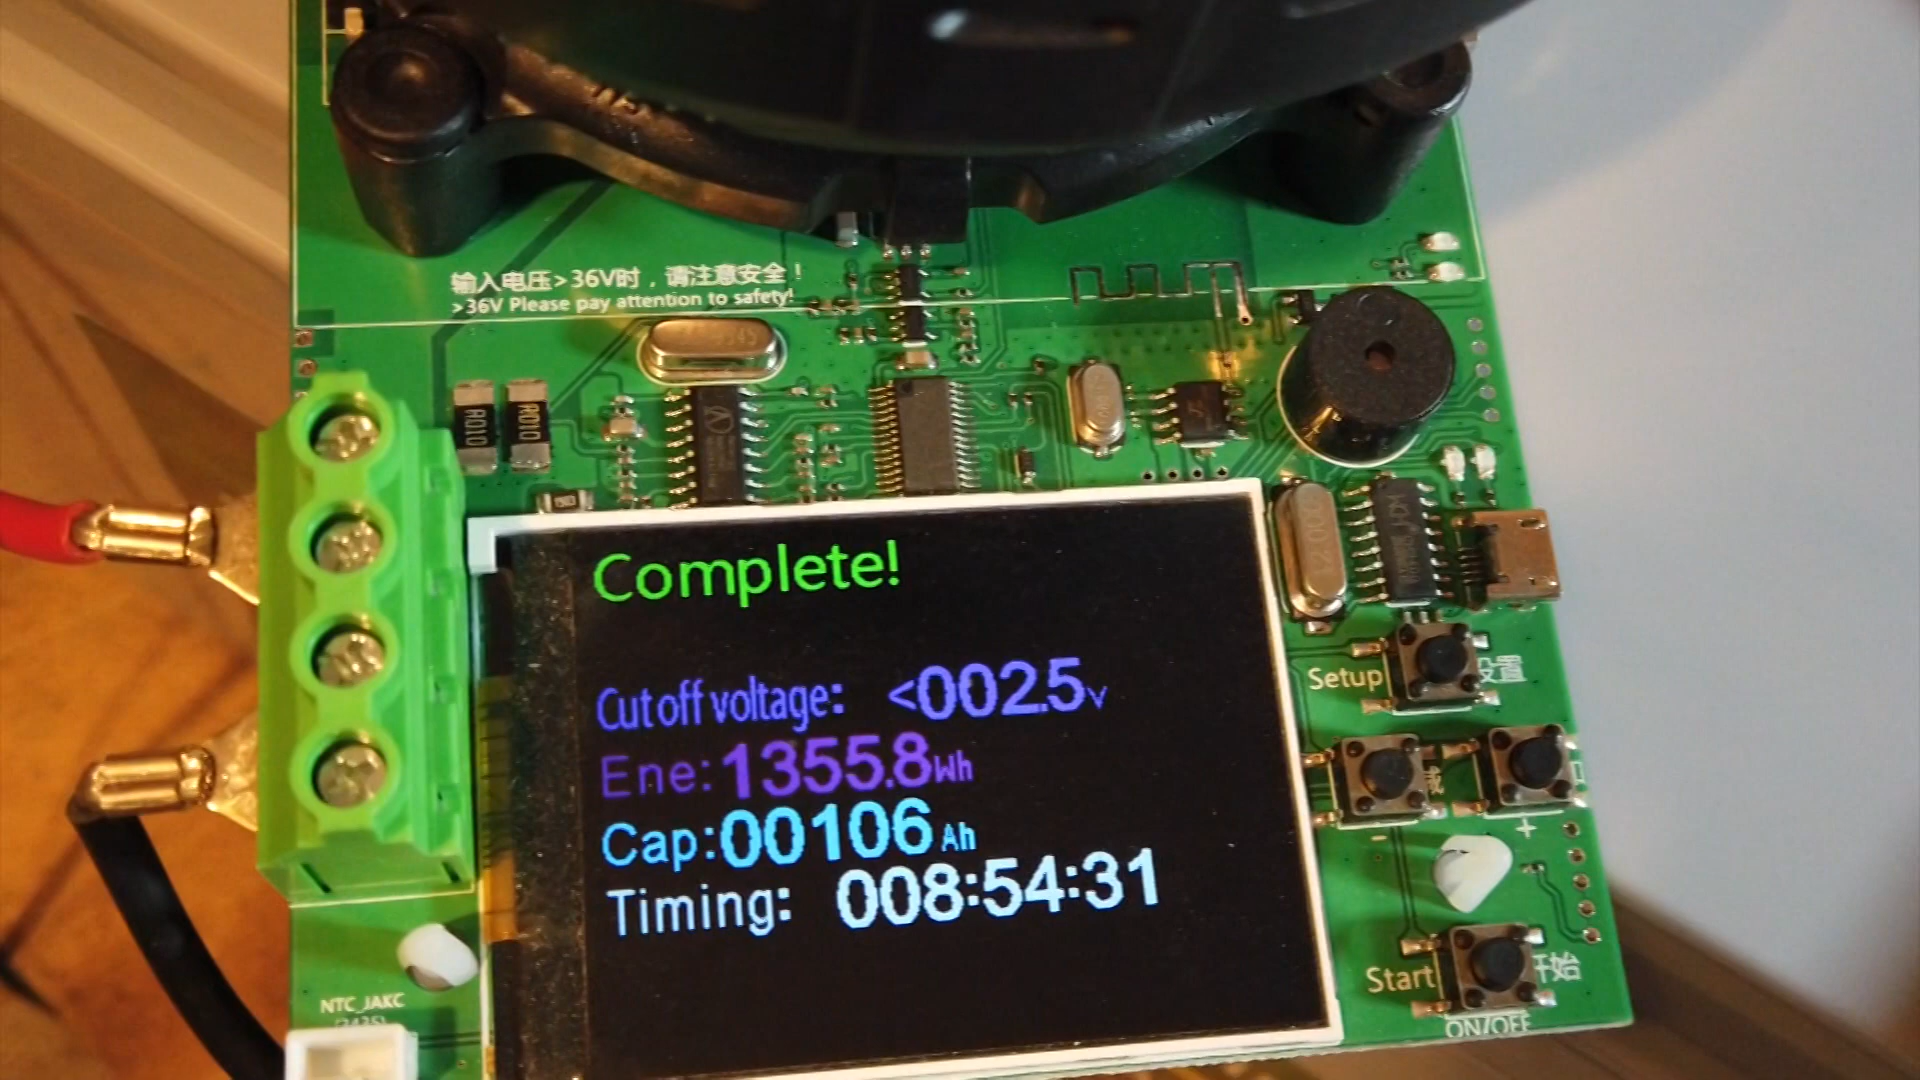 输入电压>36V时，请注意安全！
>36V Please pay attention to safety!
R010
R010
Complete!
Cutoff voltage: <002.5V
Ene:1355.8Wh
Cap:00106Ah
Timing: 008:54:31
Setup 设置
-
+
Start 开始
ON/OFF
NTC_JAKC